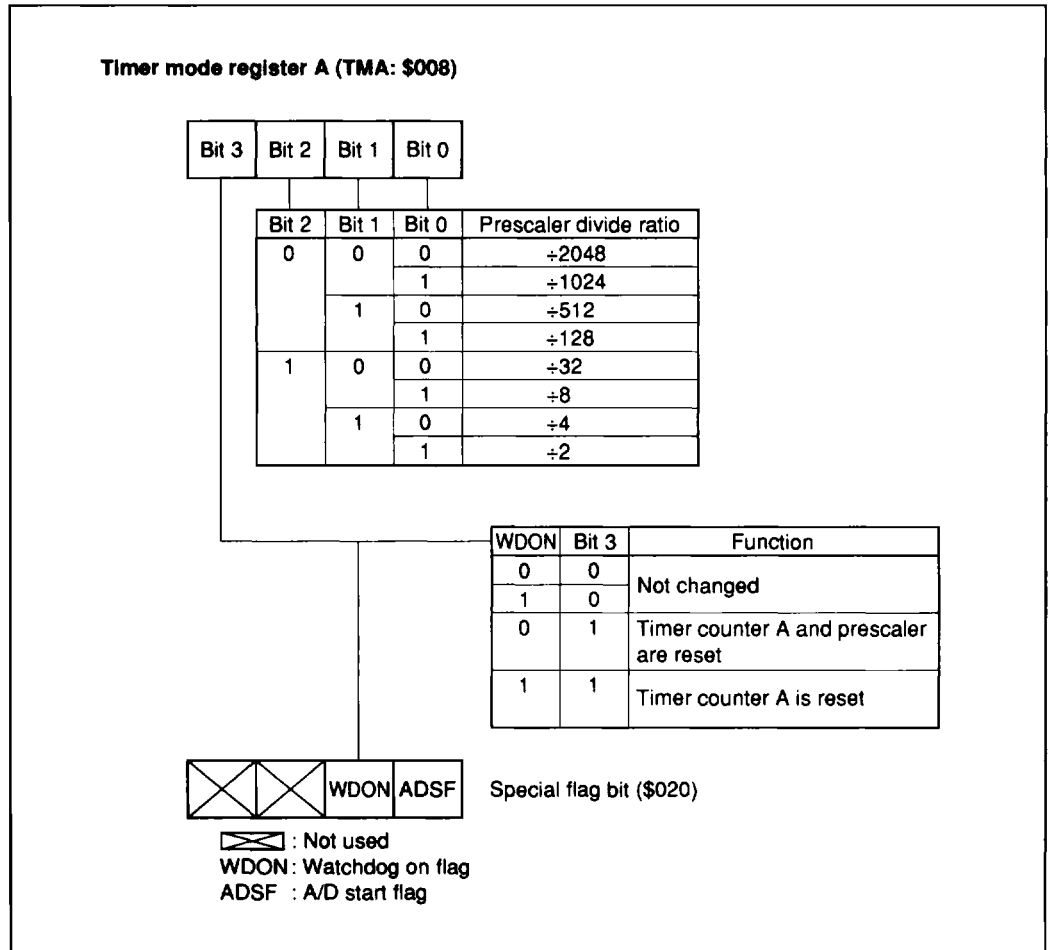 Timer mode register A (TMA: $008)
Bit 3 Bit 2 Bit 1 Bit 0
Bit 2 Bit 1 Bit 0 Prescaler divide ratio
0 0 0 ÷2048
1 ÷1024
1 0 ÷512
1 ÷128
1 0 0 ÷32
1 ÷8
1 0 ÷4
1 ÷2
WDON Bit 3 Function
0 0 Not changed
1 0
0 1 Timer counter A and prescaler
are reset
1 1 Timer counter A is reset
WDON ADSF Special flag bit ($020)
: Not used
WDON : Watchdog on flag
ADSF : A/D start flag